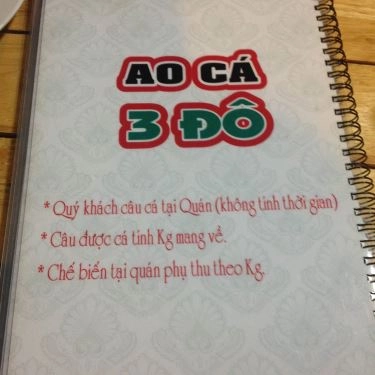 AO CÁ
3 ĐÔ
* Quý khách câu cá tại Quán (không tính thời gian)
* Câu được cá tính Kg mang về.
* Chế biến tại quán phụ thu theo Kg.